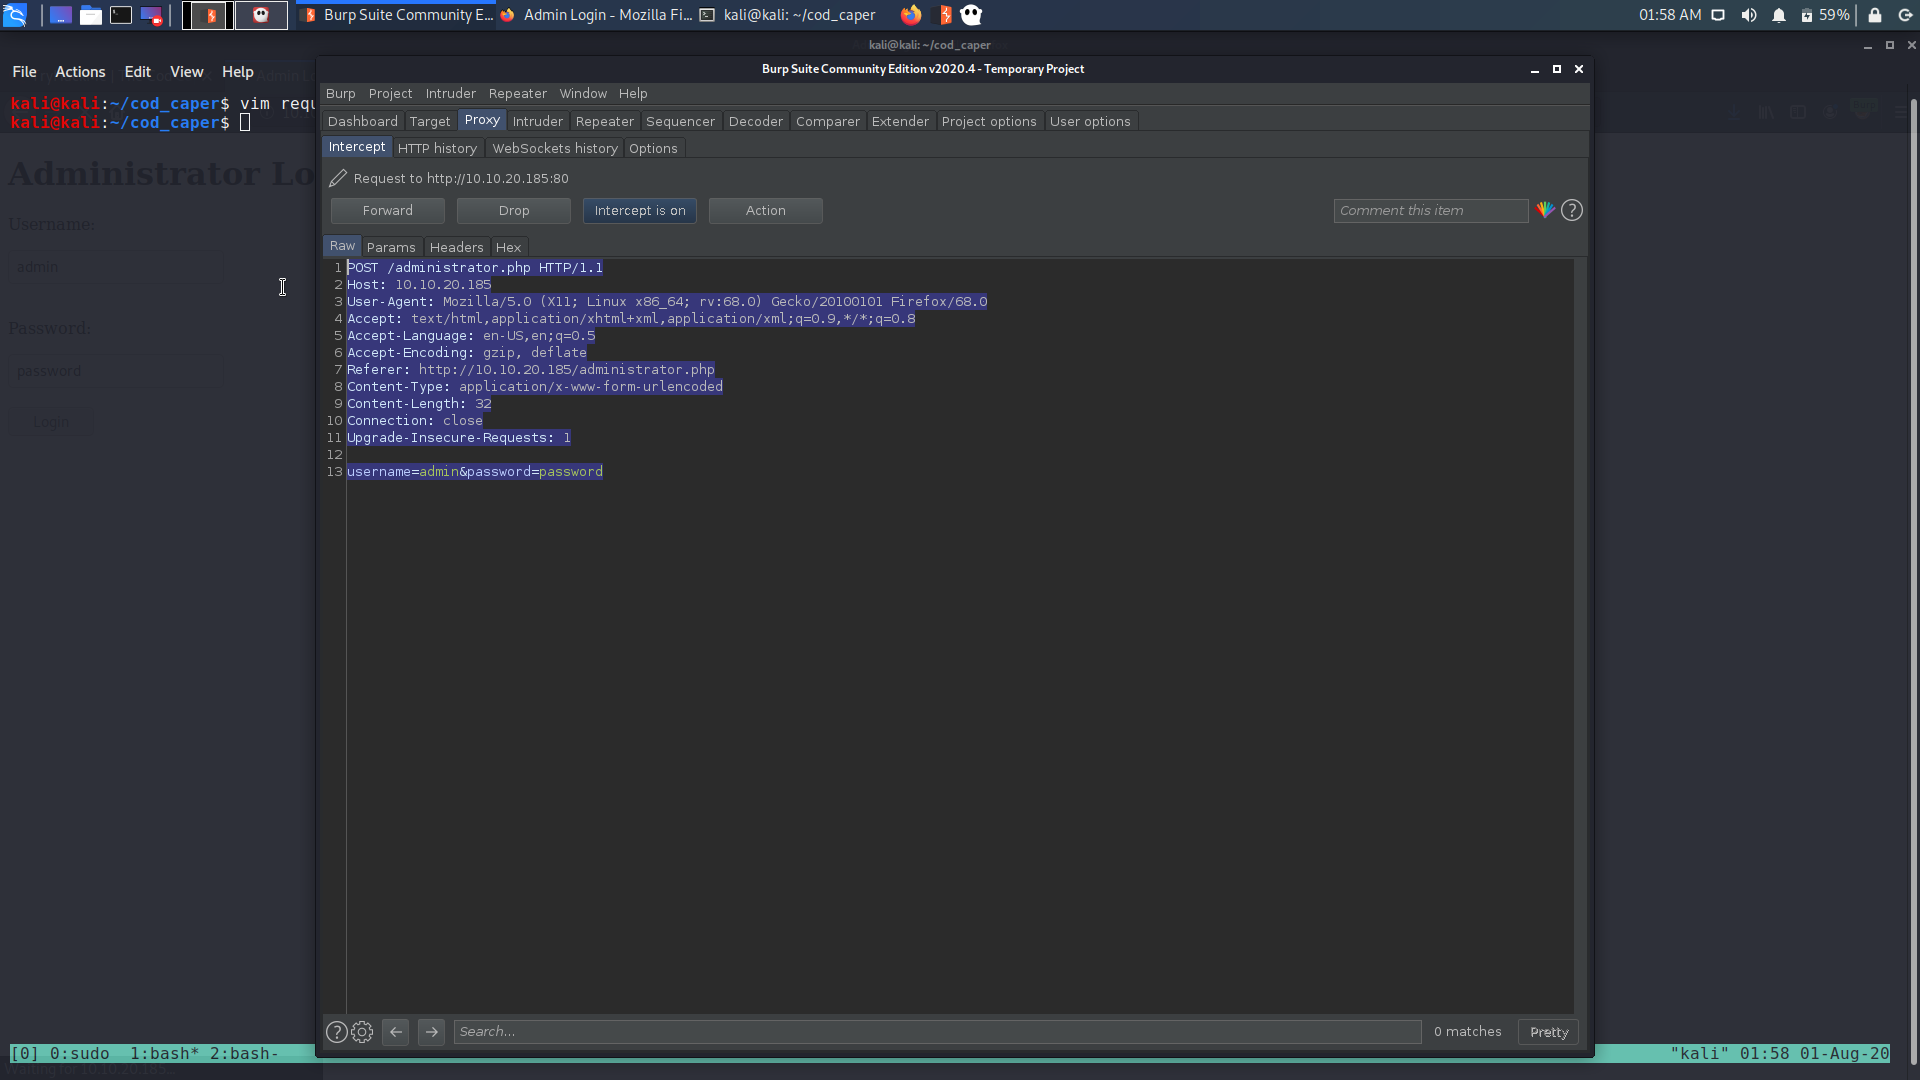 Burp Suite Community E... Admin Login - Mozilla Fi... kali@kali: ~/cod_caper 01:58 AM 59%
kali@kali: ~/cod_caper
File Actions Edit View Help
kali@kali:~/cod_caper$ vim requ
kali@kali:~/cod_caper$
Administrator Lo
Username:
admin
Password:
password
Login
Burp Suite Community Edition v2020.4 - Temporary Project
Burp Project Intruder Repeater Window Help
Dashboard Target Proxy Intruder Repeater Sequencer Decoder Comparer Extender Project options User options
Intercept HTTP history WebSockets history Options
Request to http://10.10.20.185:80
Forward Drop Intercept is on Action Comment this item ?
Raw Params Headers Hex
1 POST /administrator.php HTTP/1.1
2 Host: 10.10.20.185
3 User-Agent: Mozilla/5.0 (X11; Linux x86_64; rv:68.0) Gecko/20100101 Firefox/68.0
4 Accept: text/html,application/xhtml+xml,application/xml;q=0.9,*/*;q=0.8
5 Accept-Language: en-US,en;q=0.5
6 Accept-Encoding: gzip, deflate
7 Referer: http://10.10.20.185/administrator.php
8 Content-Type: application/x-www-form-urlencoded
9 Content-Length: 32
10 Connection: close
11 Upgrade-Insecure-Requests: 1
12
13 username=admin&password=password
? Search... 0 matches Pretty
[0] 0:sudo 1:bash* 2:bash- "kali" 01:58 01-Aug-20
Waiting for 10.10.20.185...